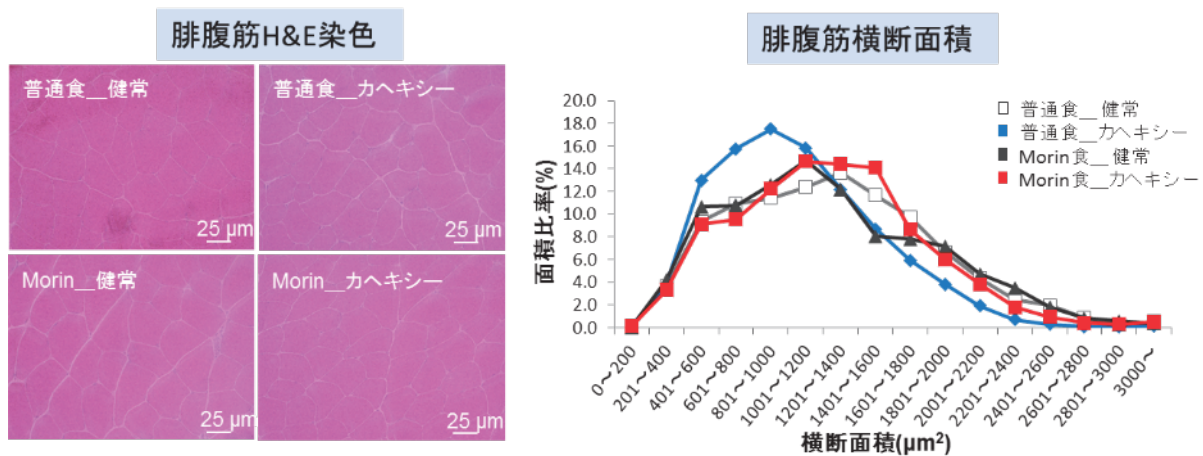 腓腹筋H&E染色
普通食__健常
25 µm
普通食__カヘキシー
25 µm
Morin__健常
25 µm
Morin__カヘキシー
25 µm
腓腹筋横断面積
面積比率(%)
20.0
18.0
16.0
14.0
12.0
10.0
8.0
6.0
4.0
2.0
0.0
普通食__健常
普通食__カヘキシー
Morin食__健常
Morin食__カヘキシー
0～200
201～400
401～600
601～800
801～1000
1001～1200
1201～1400
1401～1600
1601～1800
1801～2000
2001～2200
2201～2400
2401～2600
2601～2800
2801～3000
3000～
横断面積(µm²)